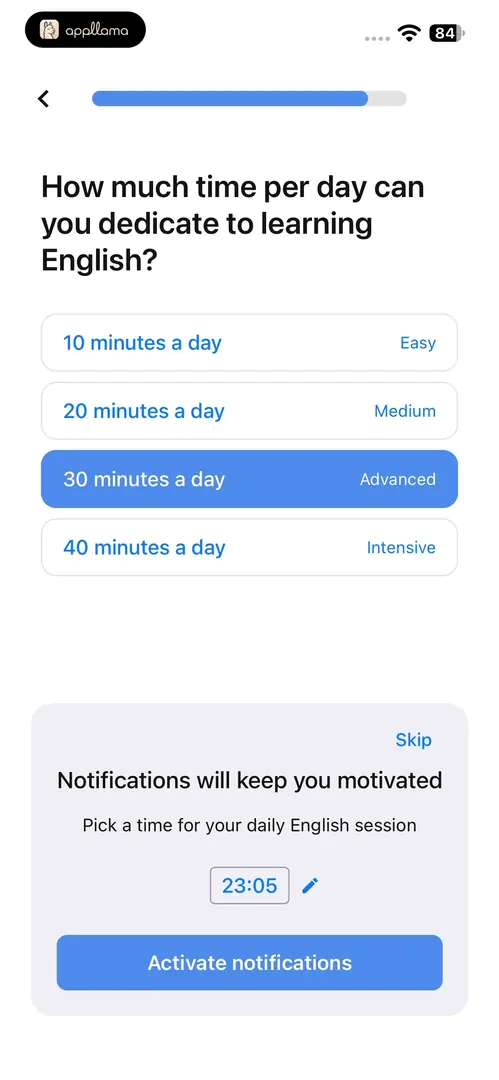 appllama
84
How much time per day can
you dedicate to learning
English?
10 minutes a day Easy
20 minutes a day Medium
30 minutes a day Advanced
40 minutes a day Intensive
Skip
Notifications will keep you motivated
Pick a time for your daily English session
23:05
Activate notifications